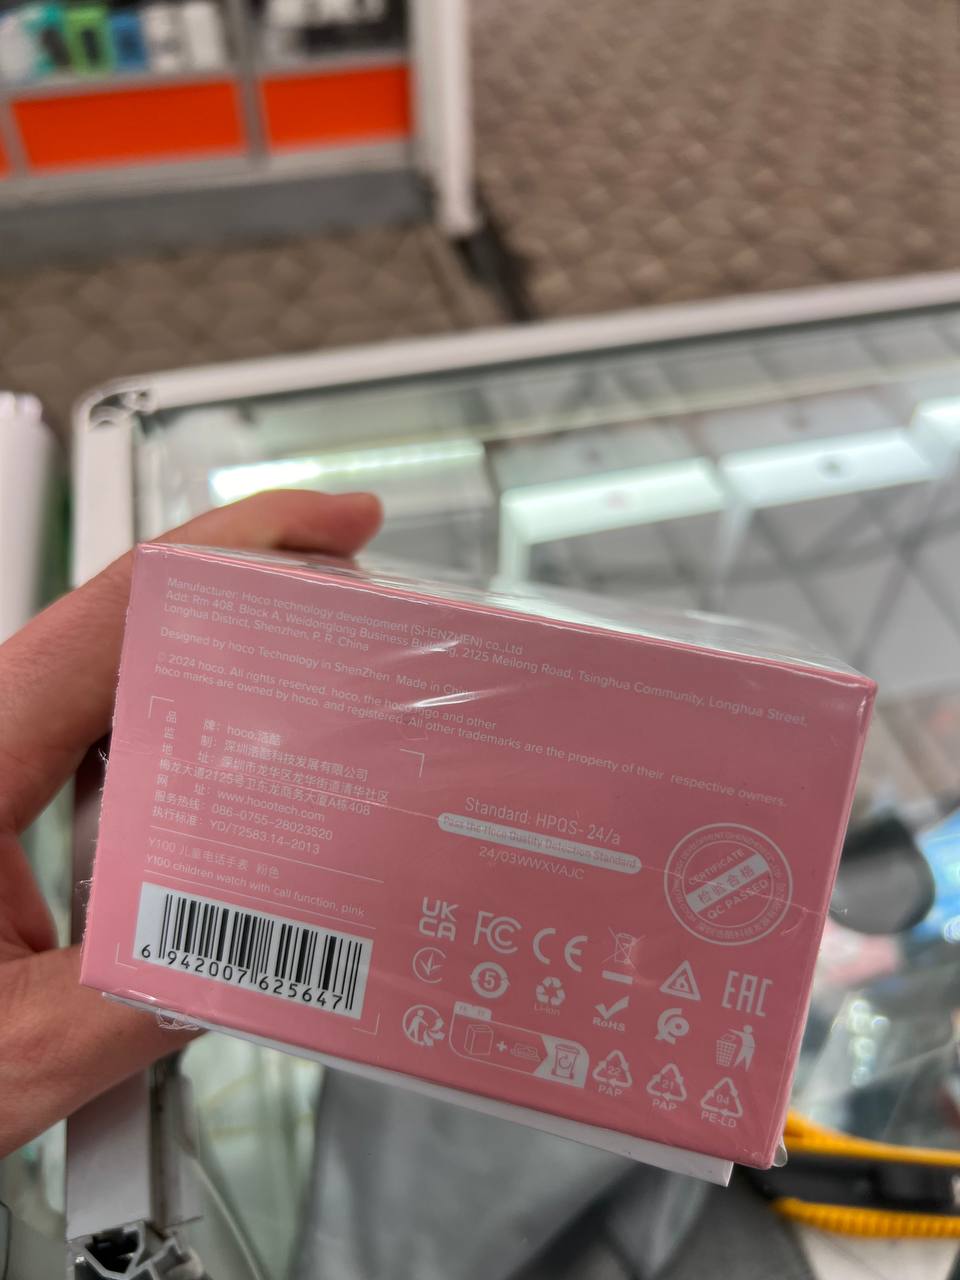 Manufacturer: Hoco technology development (SHENZHEN) co.,Ltd
Add: Rm 408, Block A, Weidonglong Business Building, 2125 Meilong Road, Tsinghua Community, Longhua Street,
Longhua District, Shenzhen, P. R. China
Designed by hoco Technology in ShenZhen Made in China
© 2024 hoco. All rights reserved. hoco, the hoco logo and other
hoco marks are owned by hoco. and registered. All other trademarks are the property of their respective owners.
品 牌：hoco.浩酷
监 制：深圳浩酷科技发展有限公司
地 址：深圳市龙华区龙华街道清华社区
梅龙大道2125号卫东龙商务大厦A栋408
网 址：www.hocotech.com
服务热线：086-0755-28023520
执行标准：YD/T2583.14-2013
Y100 儿童电话手表 粉色
Y100 children watch with call function, pink
6 942007 625647
Standard: HPQS-24/a
Pass the Hoco Quality Detection Standard
24/03WWXVAJC
CERTIFICATE
检验合格
QC PASSED
UK
CA
FC
CE
EAC
5
Li-ion
RoHS
22
PAP
21
PAP
04
PE-LD